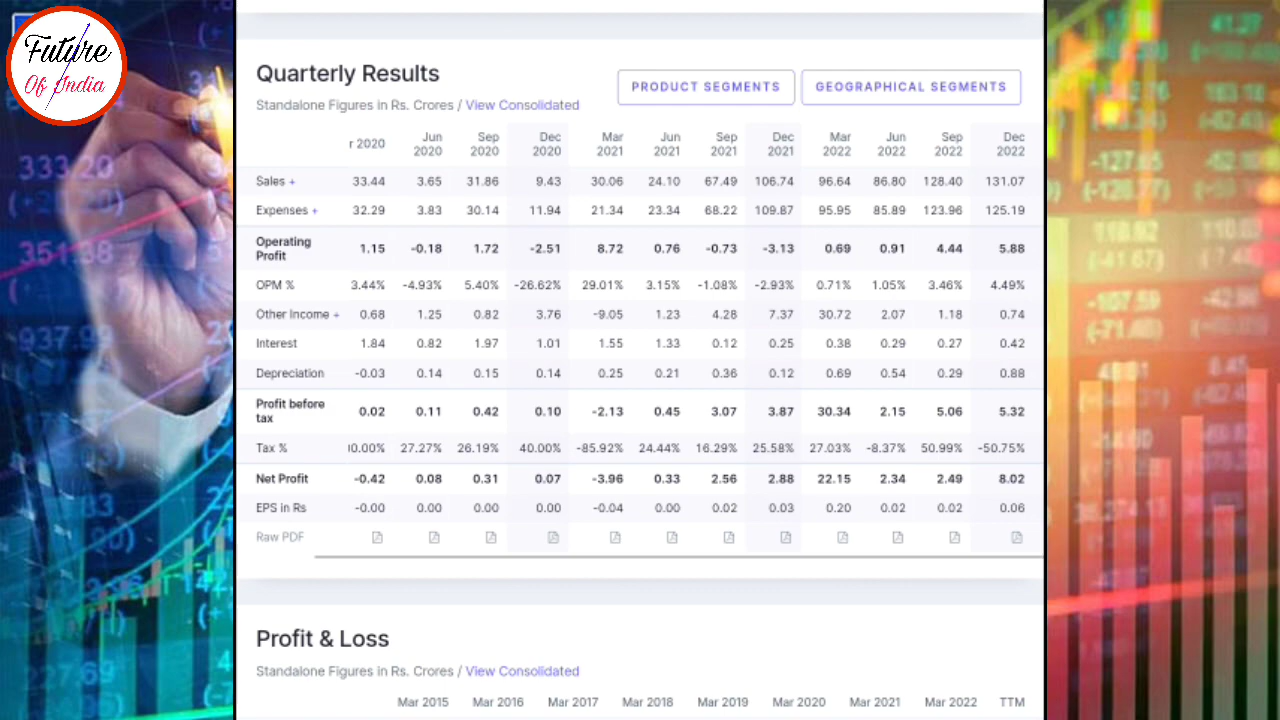 Future
Of India
Quarterly Results
PRODUCT SEGMENTS
GEOGRAPHICAL SEGMENTS
Standalone Figures in Rs. Crores / View Consolidated
r 2020 Jun 2020 Sep 2020 Dec 2020 Mar 2021 Jun 2021 Sep 2021 Dec 2021 Mar 2022 Jun 2022 Sep 2022 Dec 2022
Sales + 33.44 3.65 31.86 9.43 30.06 24.10 67.49 106.74 96.64 86.80 128.40 131.07
Expenses + 32.29 3.83 30.14 11.94 21.34 23.34 68.22 109.87 95.95 85.89 123.96 125.19
Operating Profit 1.15 -0.18 1.72 -2.51 8.72 0.76 -0.73 -3.13 0.69 0.91 4.44 5.88
OPM % 3.44% -4.93% 5.40% -26.62% 29.01% 3.15% -1.08% -2.93% 0.71% 1.05% 3.46% 4.49%
Other Income + 0.68 1.25 0.82 3.76 -9.05 1.23 4.28 7.37 30.72 2.07 1.18 0.74
Interest 1.84 0.82 1.97 1.01 1.55 1.33 0.12 0.25 0.38 0.29 0.27 0.42
Depreciation -0.03 0.14 0.15 0.14 0.25 0.21 0.36 0.12 0.69 0.54 0.29 0.88
Profit before tax 0.02 0.11 0.42 0.10 -2.13 0.45 3.07 3.87 30.34 2.15 5.06 5.32
Tax % 0.00% 27.27% 26.19% 40.00% -85.92% 24.44% 16.29% 25.58% 27.03% -8.37% 50.99% -50.75%
Net Profit -0.42 0.08 0.31 0.07 -3.96 0.33 2.56 2.88 22.15 2.34 2.49 8.02
EPS in Rs -0.00 0.00 0.00 0.00 -0.04 0.00 0.02 0.03 0.20 0.02 0.02 0.06
Raw PDF
Profit & Loss
Standalone Figures in Rs. Crores / View Consolidated
Mar 2015 Mar 2016 Mar 2017 Mar 2018 Mar 2019 Mar 2020 Mar 2021 Mar 2022 TTM
333.20